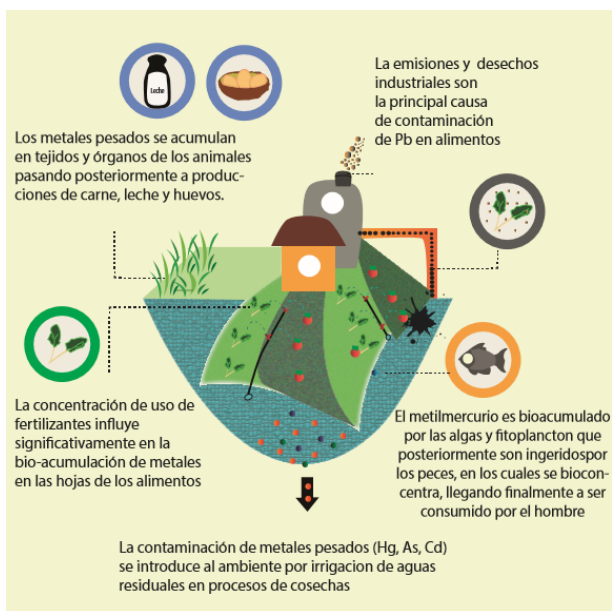 Leche
Los metales pesados se acumulan
en tejidos y órganos de los animales
pasando posteriormente a produc-
ciones de carne, leche y huevos.
La emisiones y desechos
industriales son
la principal causa
de contaminación
de Pb en alimentos
La concentración de uso de
fertilizantes influye
significativamente en la
bio-acumulación de metales
en las hojas de los alimentos
El metilmercurio es bioacumulado
por las algas y fitoplancton que
posteriormente son ingeridospor
los peces, en los cuales se biocon-
centra, llegando finalmente a ser
consumido por el hombre
La contaminación de metales pesados (Hg, As, Cd)
se introduce al ambiente por irrigacion de aguas
residuales en procesos de cosechas